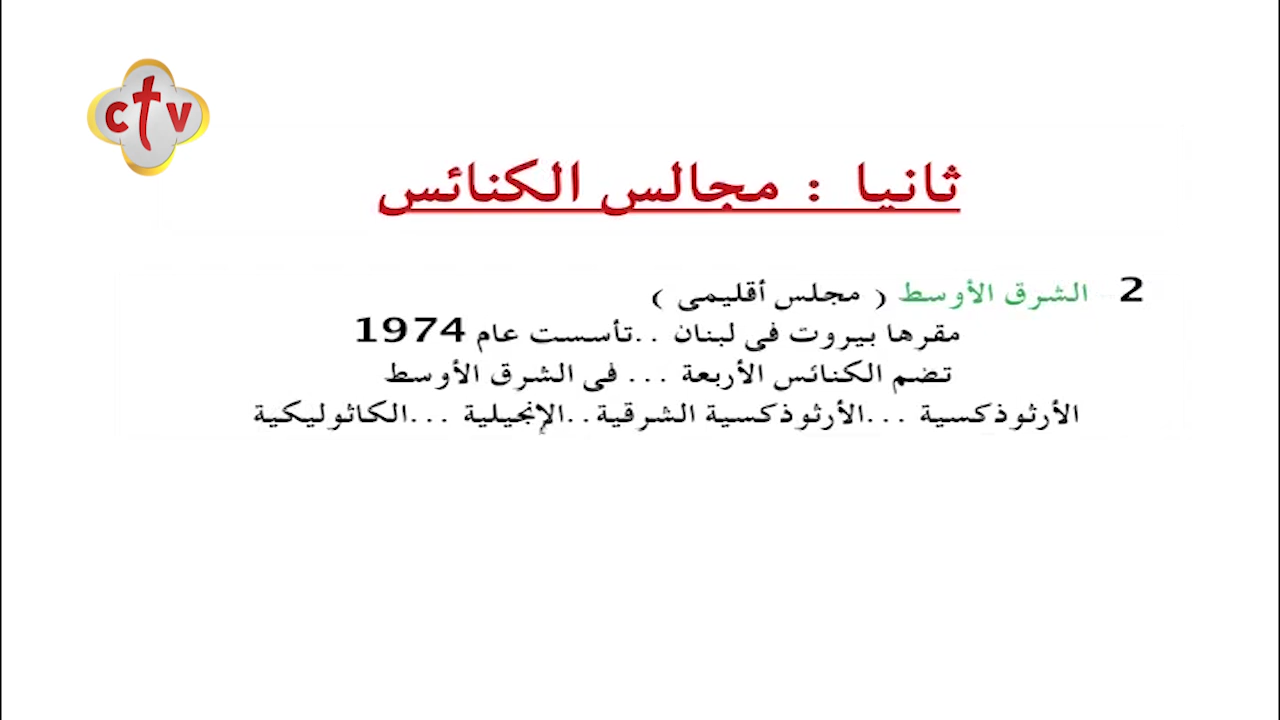 ctv
ثانيا : مجالس الكنائس
2 - الشرق الأوسط ( مجلس أقليمى )
مقرها بيروت فى لبنان ..تأسست عام 1974
تضم الكنائس الأربعة ... فى الشرق الأوسط
الأرثوذكسية ...الأرثوذكسية الشرقية..الإنجيلية ...الكاثوليكية